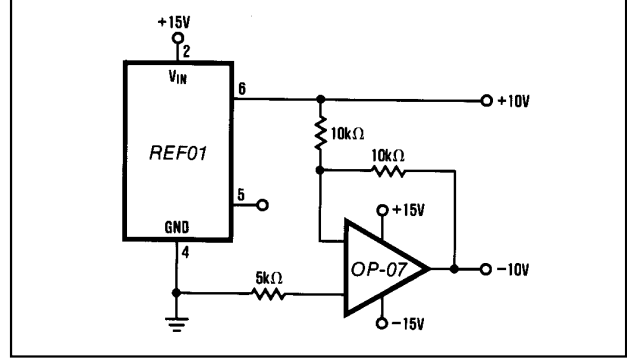 +15V
2
VIN
6
+10V
10kΩ
REF01
10kΩ
5
+15V
GND
4
OP-07
-10V
5kΩ
-15V